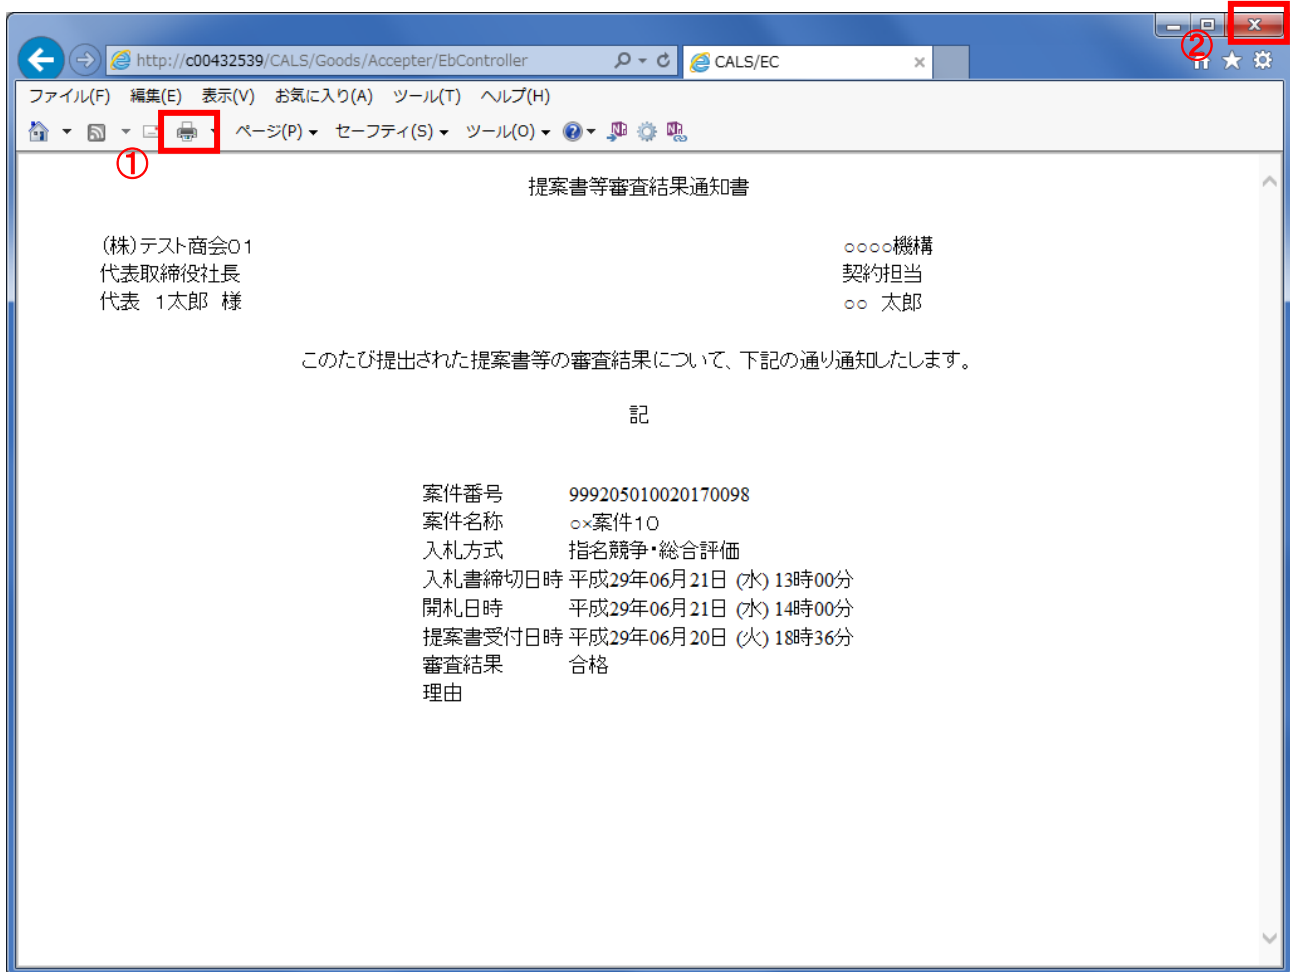 ②
http://c00432539/CALS/Goods/Accepter/EbController
CALS/EC
ファイル(F) 編集(E) 表示(V) お気に入り(A) ツール(T) ヘルプ(H)
ページ(P) セーフティ(S) ツール(O)
①
提案書等審査結果通知書
(株)テスト商会01 ○○○○機構
代表取締役社長 契約担当
代表 1太郎 様 ○○ 太郎
このたび提出された提案書等の審査結果について、下記の通り通知いたします。
記
案件番号 999205010020170098
案件名称 ○×案件10
入札方式 指名競争・総合評価
入札書締切日時 平成29年06月21日 (水) 13時00分
開札日時 平成29年06月21日 (水) 14時00分
提案書受付日時 平成29年06月20日 (火) 18時36分
審査結果 合格
理由